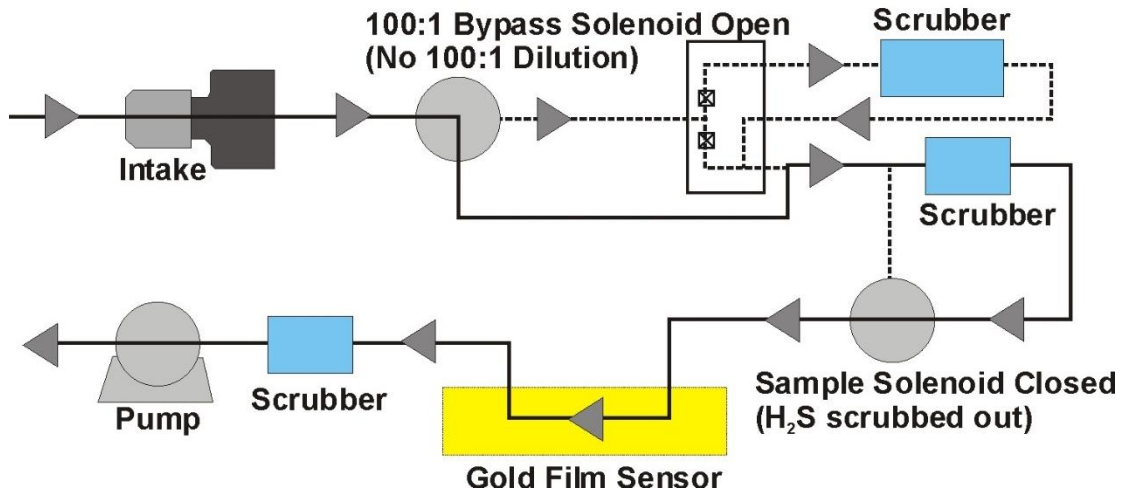 100:1 Bypass Solenoid Open
(No 100:1 Dilution)
Scrubber
Intake
Scrubber
Pump
Scrubber
Sample Solenoid Closed
(H₂S scrubbed out)
Gold Film Sensor